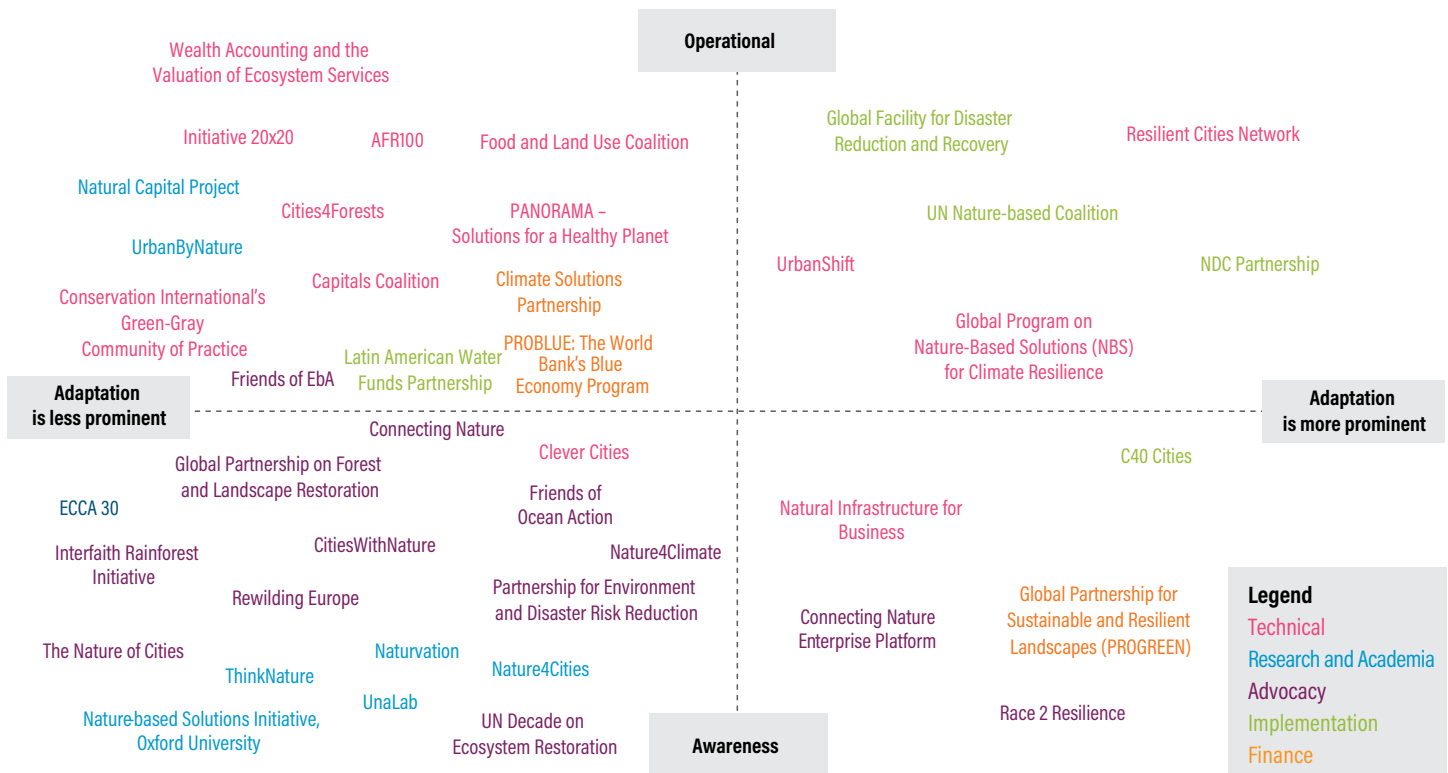 Operational
Wealth Accounting and the
Valuation of Ecosystem Services
Initiative 20x20
AFR100
Food and Land Use Coalition
Natural Capital Project
Cities4Forests
PANORAMA –
Solutions for a Healthy Planet
UrbanByNature
Capitals Coalition
Climate Solutions
Partnership
Conservation International's
Green-Gray
Community of Practice
Latin American Water
Funds Partnership
PROBLUE: The World
Bank's Blue
Economy Program
Friends of EbA
Global Facility for Disaster
Reduction and Recovery
Resilient Cities Network
UN Nature-based Coalition
UrbanShift
NDC Partnership
Global Program on
Nature-Based Solutions (NBS)
for Climate Resilience
Adaptation
is less prominent
Adaptation
is more prominent
Connecting Nature
Clever Cities
Global Partnership on Forest
and Landscape Restoration
Friends of
Ocean Action
ECCA 30
CitiesWithNature
Nature4Climate
Interfaith Rainforest
Initiative
Rewilding Europe
Partnership for Environment
and Disaster Risk Reduction
The Nature of Cities
Naturvation
ThinkNature
Nature4Cities
UnaLab
Nature-based Solutions Initiative,
Oxford University
UN Decade on
Ecosystem Restoration
C40 Cities
Natural Infrastructure for
Business
Connecting Nature
Enterprise Platform
Global Partnership for
Sustainable and Resilient
Landscapes (PROGREEN)
Race 2 Resilience
Awareness
Legend
Technical
Research and Academia
Advocacy
Implementation
Finance